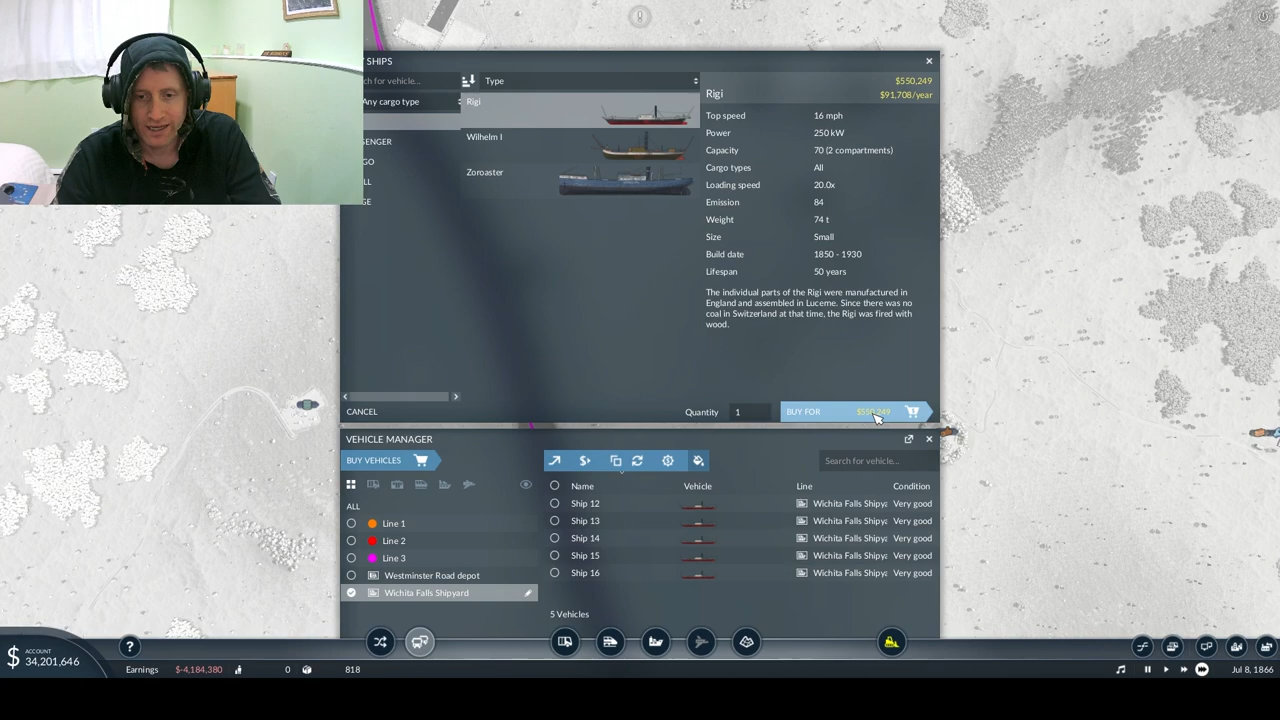 SHIPS
ch for vehicle...
Type
Any cargo type
SENGER
GO
LL
GE
Rigi
Wilhelm I
Zoroaster
$550,249
Rigi
$91,708/year
Top speed 16 mph
Power 250 kW
Capacity 70 (2 compartments)
Cargo types All
Loading speed 20.0x
Emission 84
Weight 74 t
Size Small
Build date 1850 - 1930
Lifespan 50 years
The individual parts of the Rigi were manufactured in
England and assembled in Lucerne. Since there was no
coal in Switzerland at that time, the Rigi was fired with
wood.
CANCEL
Quantity 1
BUY FOR $550,249
VEHICLE MANAGER
BUY VEHICLES
Search for vehicle...
ALL
Line 1
Line 2
Line 3
Westminster Road depot
Wichita Falls Shipyard
Name Vehicle Line Condition
Ship 12 Wichita Falls Shipya Very good
Ship 13 Wichita Falls Shipya Very good
Ship 14 Wichita Falls Shipya Very good
Ship 15 Wichita Falls Shipya Very good
Ship 16 Wichita Falls Shipya Very good
5 Vehicles
$ ACCOUNT
34,201,646
?
Earnings $-4,184,380 0 818
Jul 8, 1866